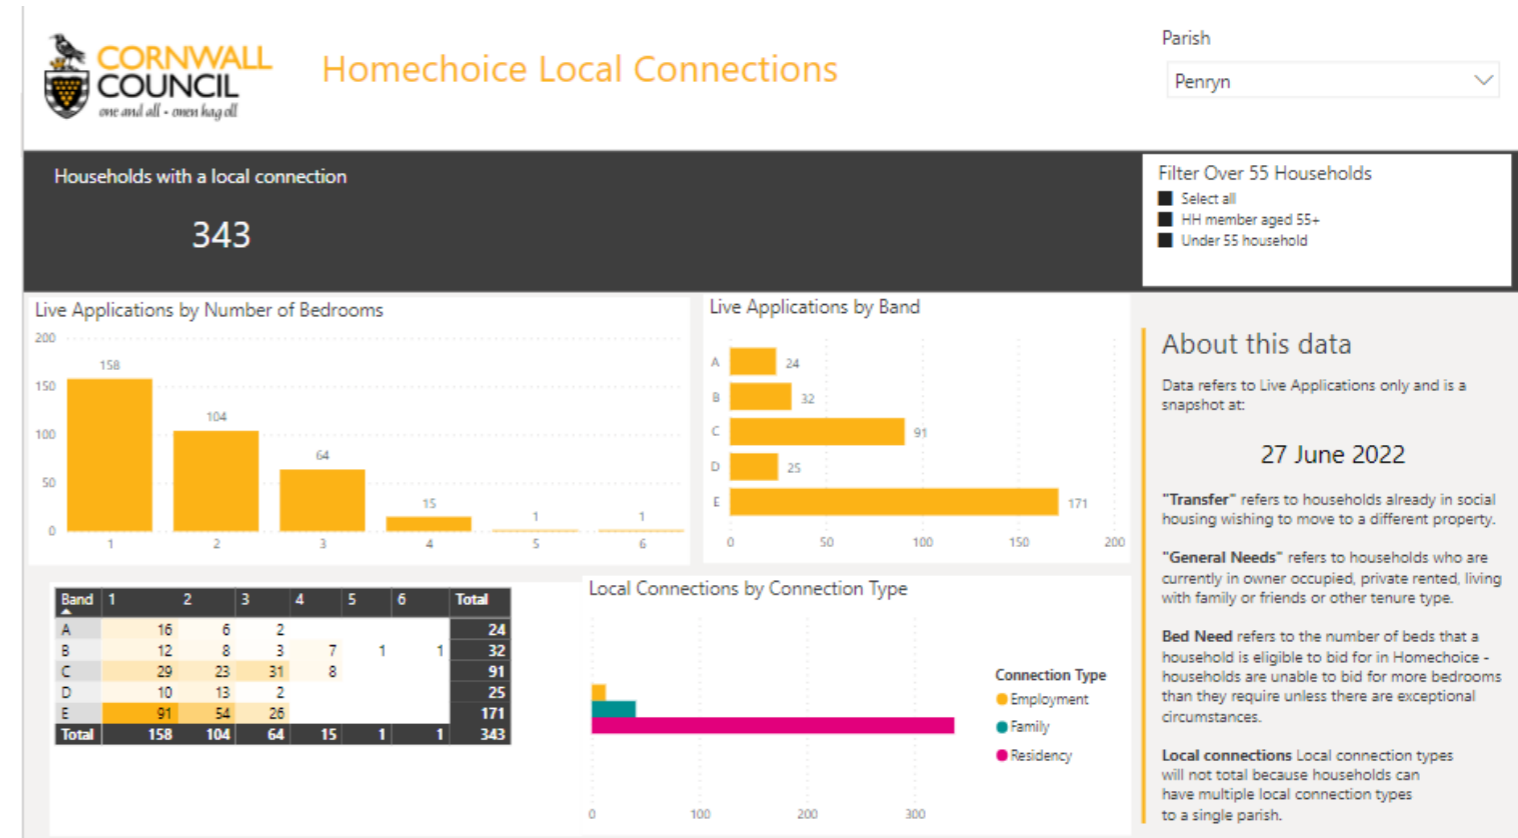 CORNWALL
COUNCIL
one and all - onen hag oll
Homechoice Local Connections
Parish
Penryn
Households with a local connection
343
Filter Over 55 Households
Select all
HH member aged 55+
Under 55 household
Live Applications by Number of Bedrooms
200
150
100
50
0
158
104
64
15
1
1
1 2 3 4 5 6
Live Applications by Band
A 24
B 32
C 91
D 25
E 171
0 50 100 150 200
Band 1 2 3 4 5 6 Total
A 16 6 2 24
B 12 8 3 7 1 1 32
C 29 23 31 8 91
D 10 13 2 25
E 91 54 26 171
Total 158 104 64 15 1 1 343
Local Connections by Connection Type
0 100 200 300
Connection Type
Employment
Family
Residency
About this data
Data refers to Live Applications only and is a
snapshot at:
27 June 2022
"Transfer" refers to households already in social
housing wishing to move to a different property.
"General Needs" refers to households who are
currently in owner occupied, private rented, living
with family or friends or other tenure type.
Bed Need refers to the number of beds that a
household is eligible to bid for in Homechoice -
households are unable to bid for more bedrooms
than they require unless there are exceptional
circumstances.
Local connections Local connection types
will not total because households can
have multiple local connection types
to a single parish.